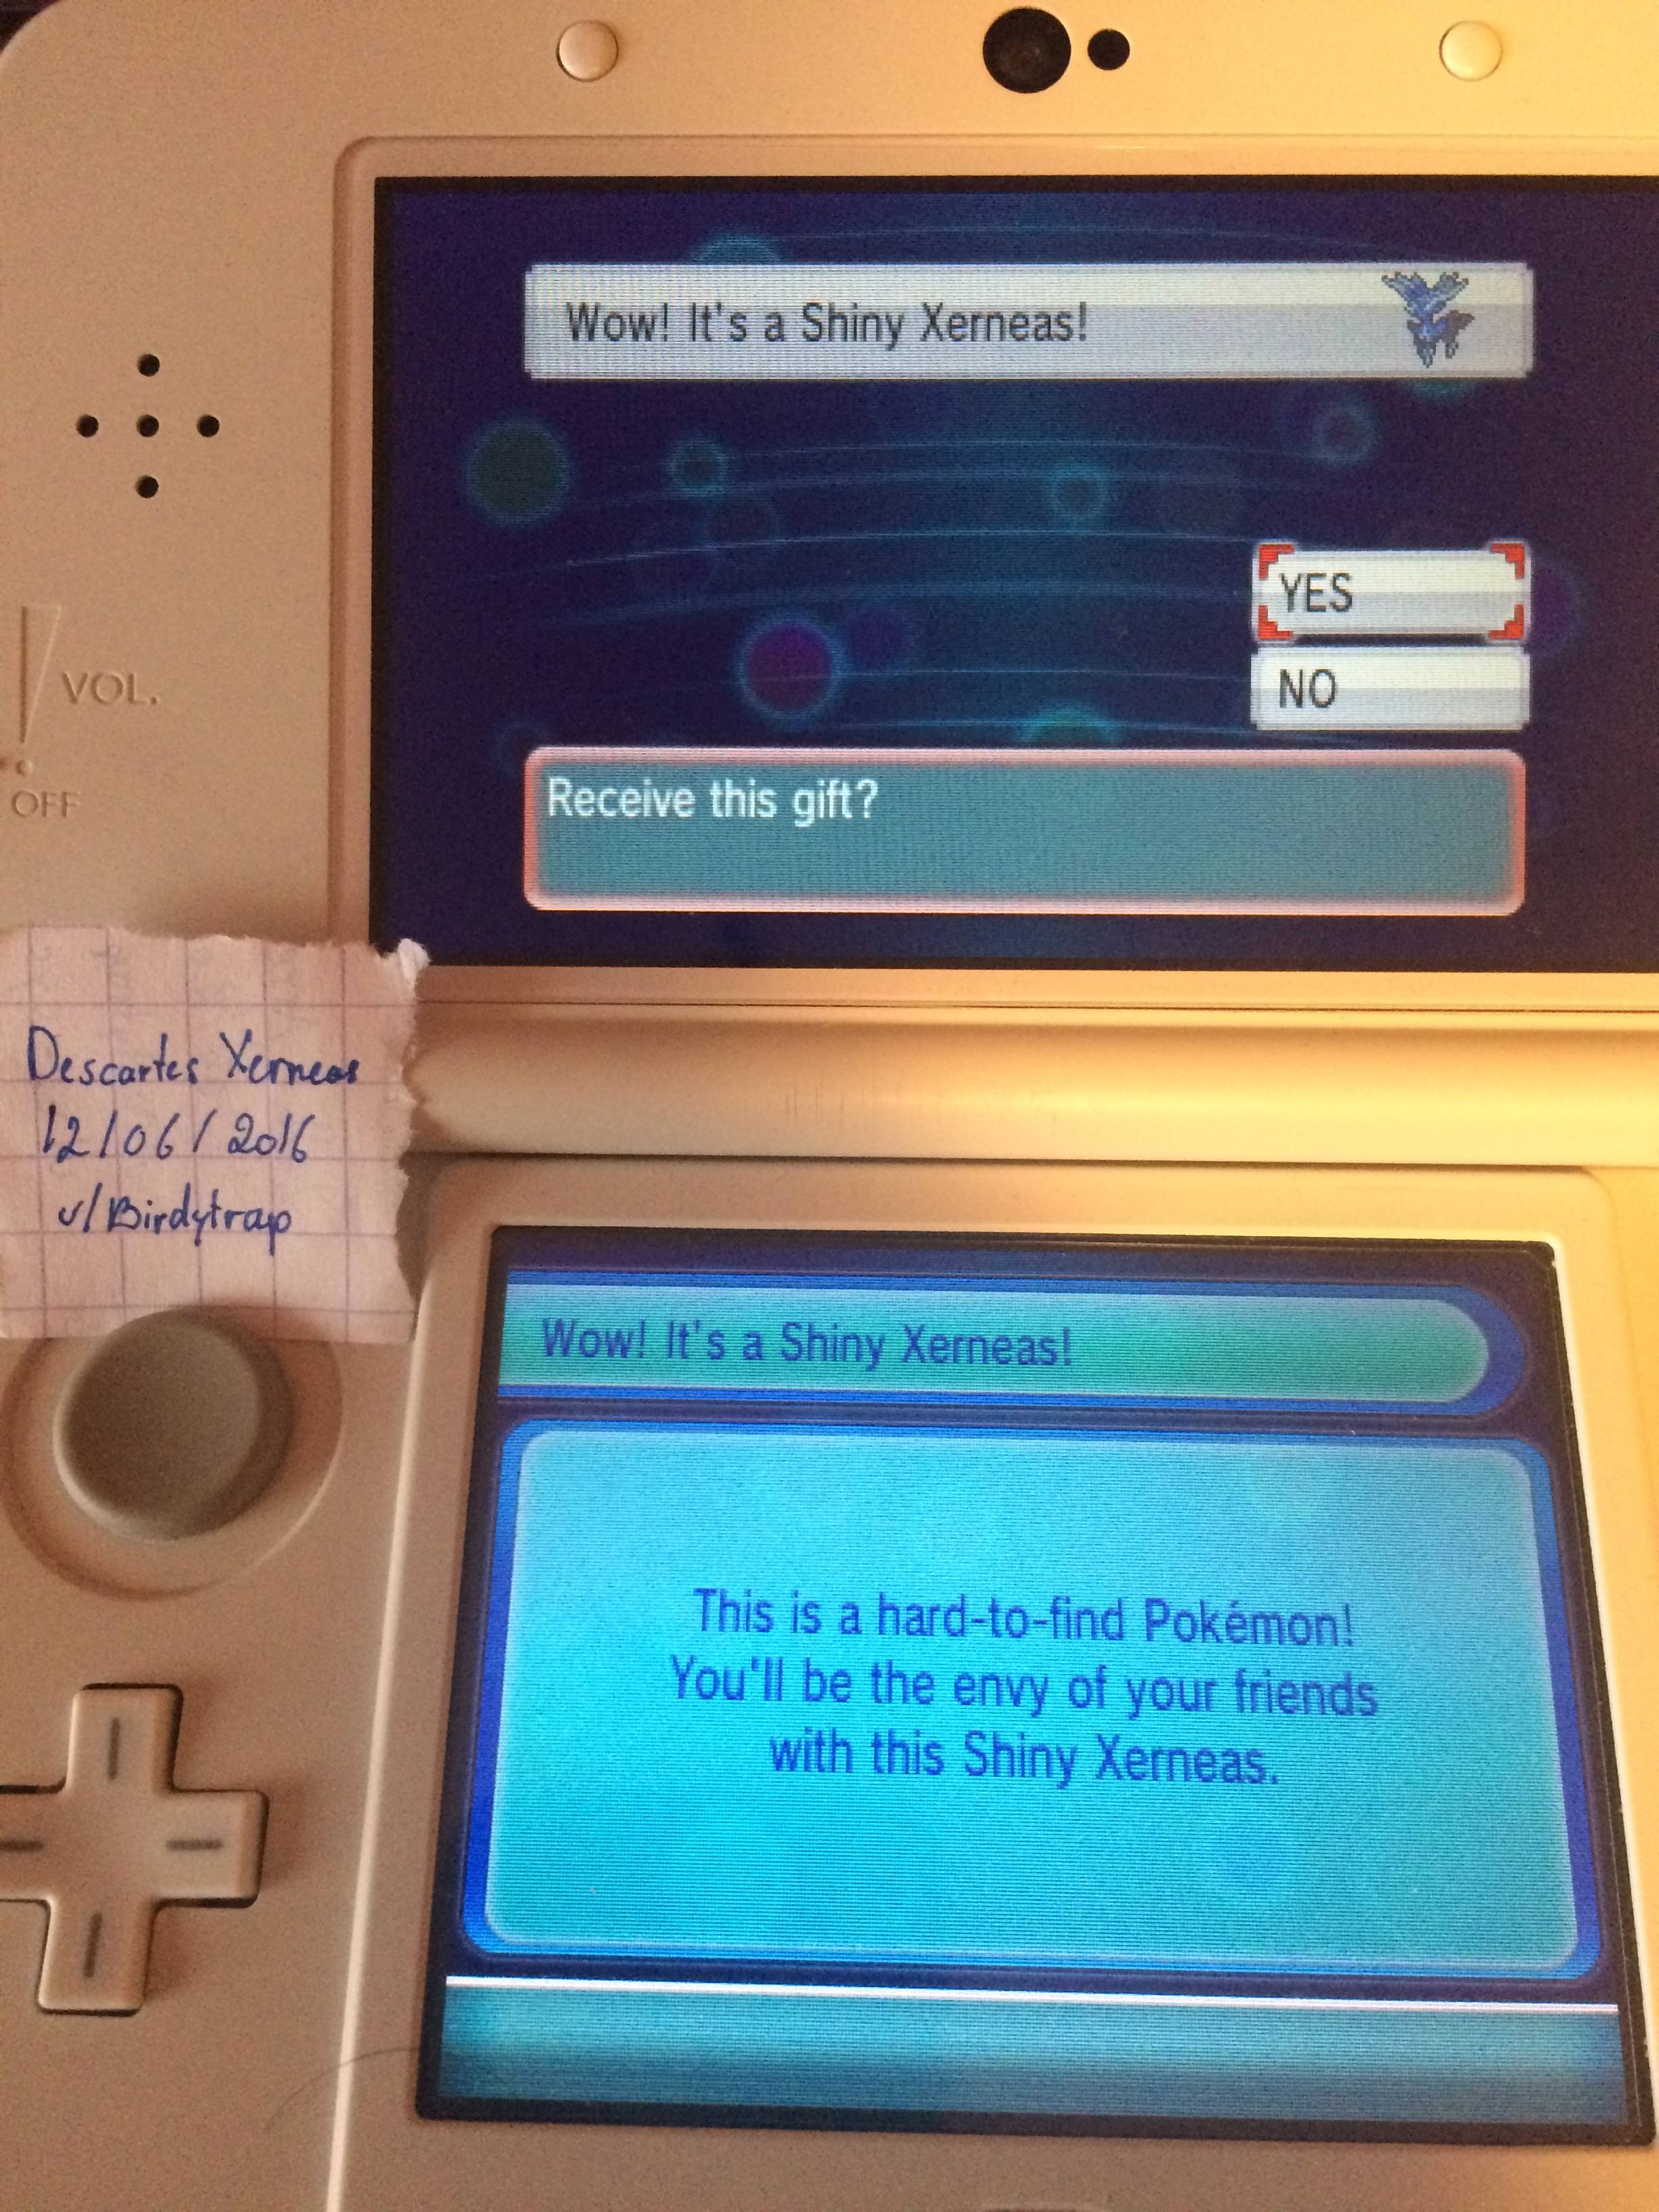 Wow! It's a Shiny Xerneas!
YES
NO
Receive this gift?
VOL.
OFF
Descartes Xerneas
12/06/2016
u/Birdytrap
Wow! It's a Shiny Xerneas!
This is a hard-to-find Pokémon!
You'll be the envy of your friends
with this Shiny Xerneas.